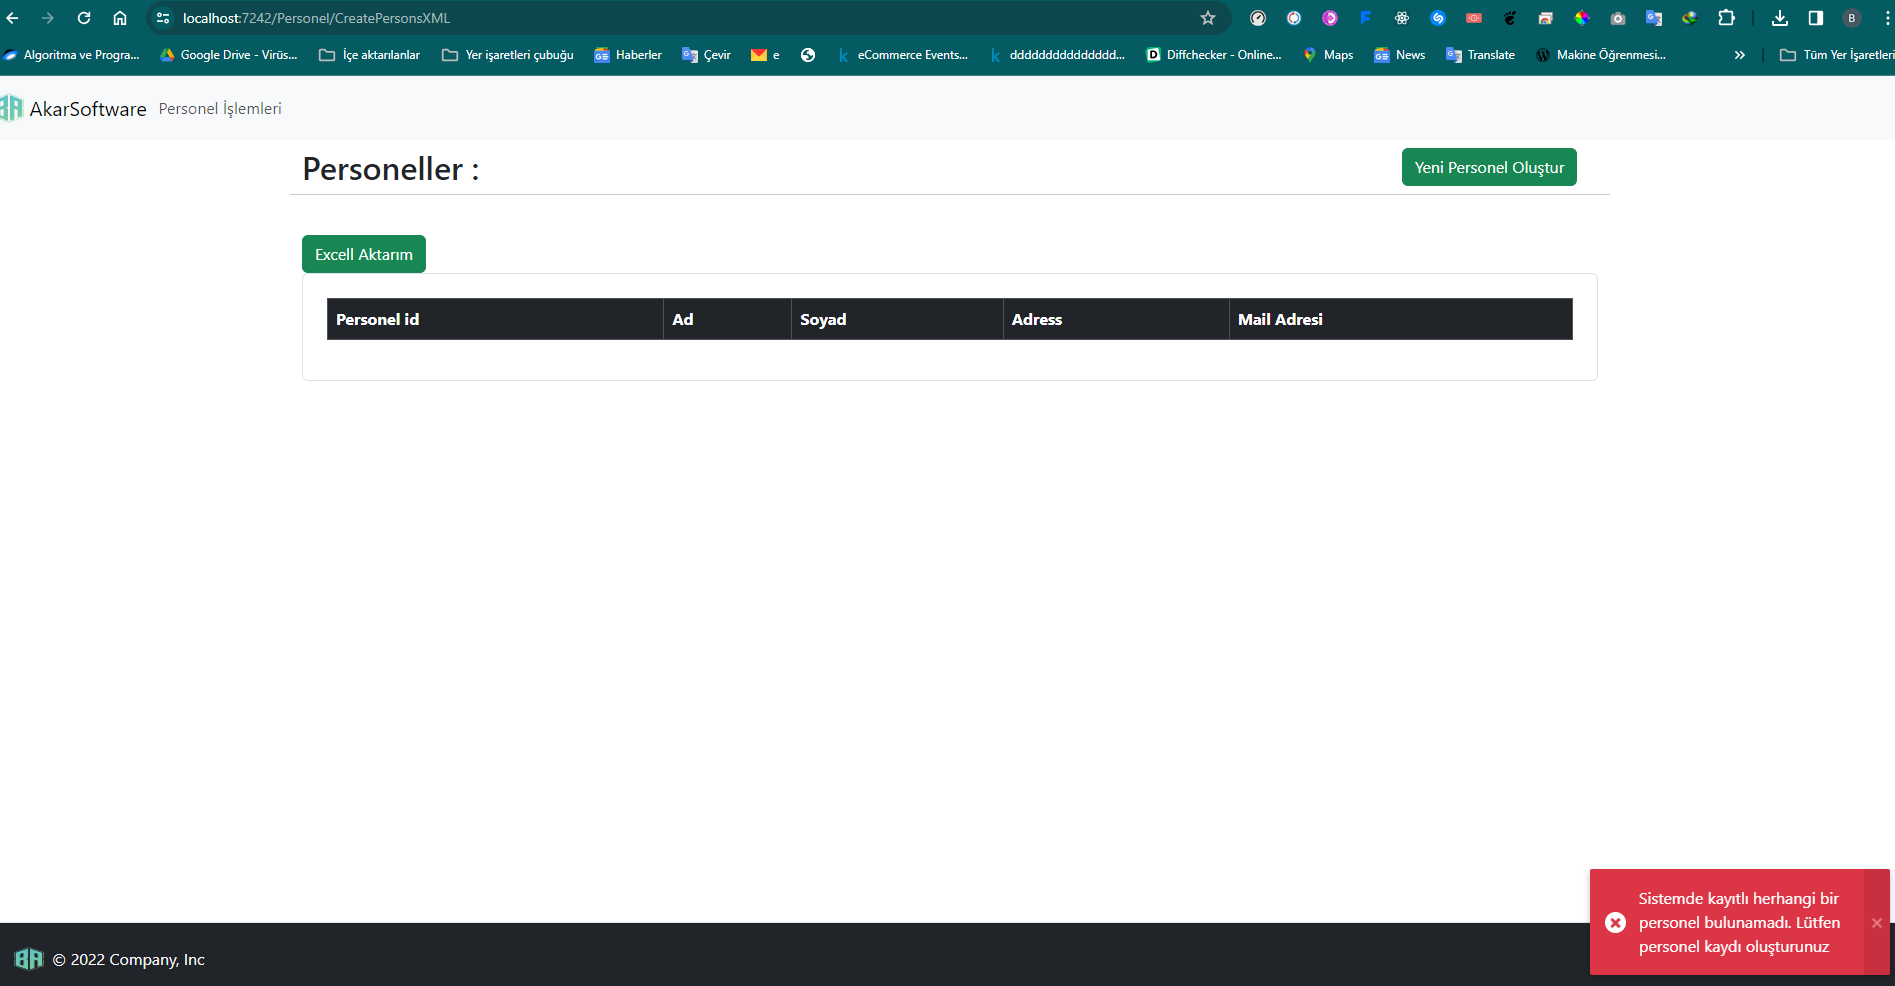 localhost:7242/Personel/CreatePersonsXML
B
Algoritma ve Progra... Google Drive - Virüs... İçe aktarılanlar Yer işaretleri çubuğu Haberler Çevir e eCommerce Events... ddddddddddddddd... Diffchecker - Online... Maps News Translate Makine Öğrenmesi... » Tüm Yer İşaretleri
AkarSoftware Personel İşlemleri
Personeller : Yeni Personel Oluştur
Excell Aktarım
Personel id Ad Soyad Adress Mail Adresi
Sistemde kayıtlı herhangi bir
personel bulunamadı. Lütfen
personel kaydı oluşturunuz
© 2022 Company, Inc